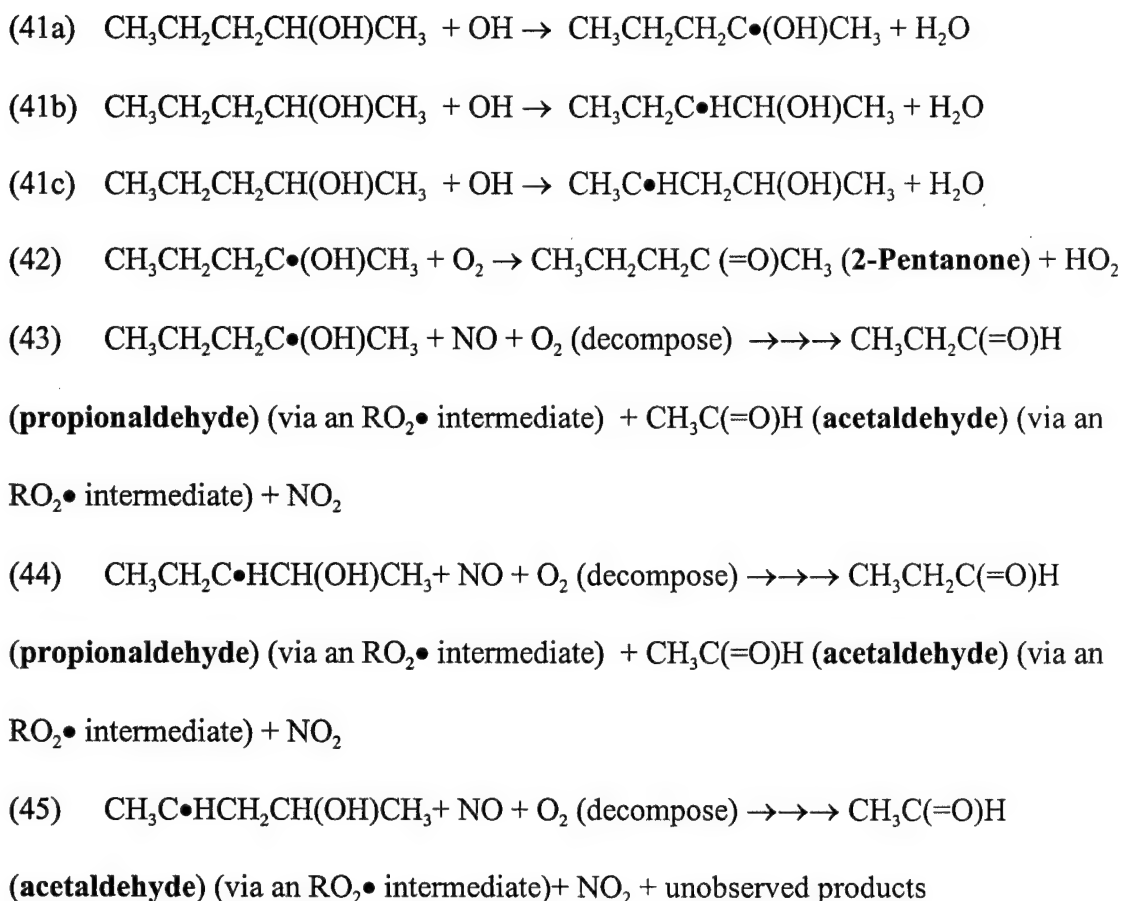 (41a) CH₃CH₂CH₂CH(OH)CH₃ + OH → CH₃CH₂CH₂C•(OH)CH₃ + H₂O
(41b) CH₃CH₂CH₂CH(OH)CH₃ + OH → CH₃CH₂C•HCH(OH)CH₃ + H₂O
(41c) CH₃CH₂CH₂CH(OH)CH₃ + OH → CH₃C•HCH₂CH(OH)CH₃ + H₂O
(42) CH₃CH₂CH₂C•(OH)CH₃ + O₂ → CH₃CH₂CH₂C (=O)CH₃ (2-Pentanone) + HO₂
(43) CH₃CH₂CH₂C•(OH)CH₃ + NO + O₂ (decompose) →→→ CH₃CH₂C(=O)H
(propionaldehyde) (via an RO₂• intermediate) + CH₃C(=O)H (acetaldehyde) (via an
RO₂• intermediate) + NO₂
(44) CH₃CH₂C•HCH(OH)CH₃+ NO + O₂ (decompose) →→→ CH₃CH₂C(=O)H
(propionaldehyde) (via an RO₂• intermediate) + CH₃C(=O)H (acetaldehyde) (via an
RO₂• intermediate) + NO₂
(45) CH₃C•HCH₂CH(OH)CH₃+ NO + O₂ (decompose) →→→ CH₃C(=O)H
(acetaldehyde) (via an RO₂• intermediate)+ NO₂ + unobserved products